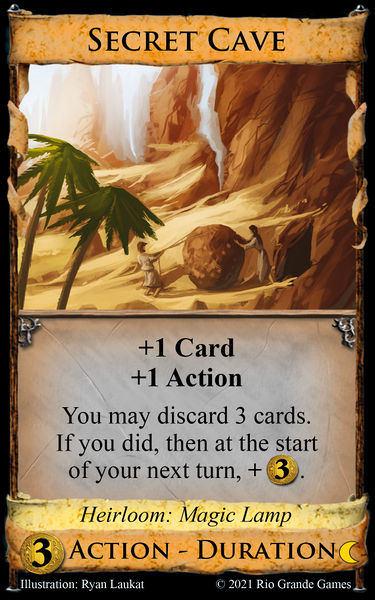 SECRET CAVE
+1 Card
+1 Action
You may discard 3 cards.
If you did, then at the start
of your next turn, + 3.
Heirloom: Magic Lamp
3 ACTION - DURATION
Illustration: Ryan Laukat © 2021 Rio Grande Games